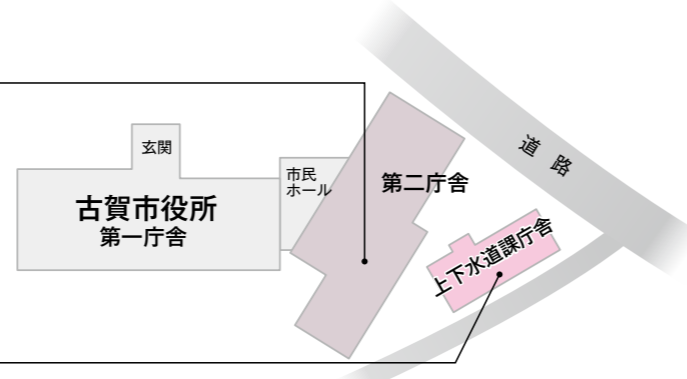 道路
玄関
市民
ホール
第二庁舎
古賀市役所
第一庁舎
上下水道課庁舎